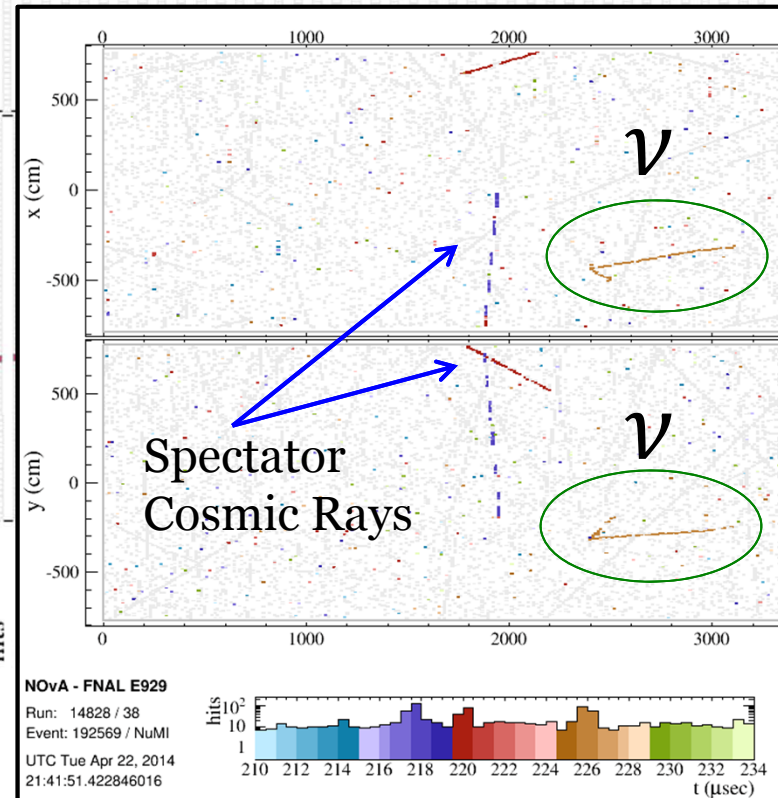 0 1000 2000 3000
500
0
-500
x (cm)
ν
500
0
-500
y (cm)
ν
Spectator
Cosmic Rays
0 1000 2000 3000
NOνA - FNAL E929
Run: 14828 / 38
Event: 192569 / NuMI
UTC Tue Apr 22, 2014
21:41:51.422846016
hits
10²
10
1
210 212 214 216 218 220 222 224 226 228 230 232 234
t (μsec)